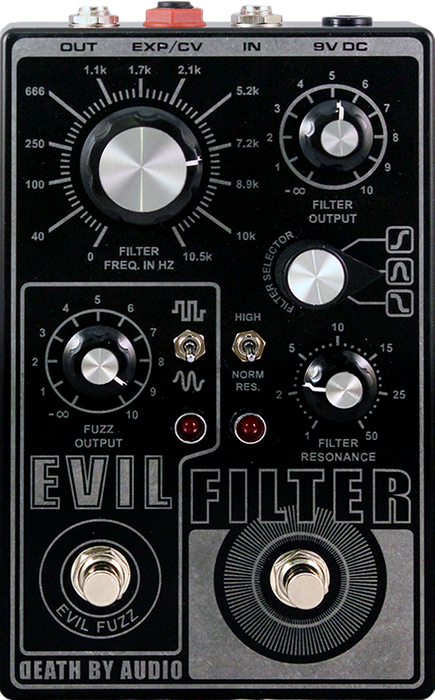 OUT EXP/CV IN 9V DC
1.1k 1.7k 2.1k
666 5.2k
250 7.2k
100 8.9k
40 10k
0 10.5k
FILTER
FREQ. IN HZ
5 6
4 7
3 8
2
1 9
-∞ 10
FILTER
OUTPUT
FILTER SELECTOR
4 5 6
3 7
2 8
1 9
-∞ 10
FUZZ
OUTPUT
HIGH
NORM
RES.
10
5 15
2 25
1 50
FILTER
RESONANCE
EVIL FILTER
EVIL FUZZ
DEATH BY AUDIO